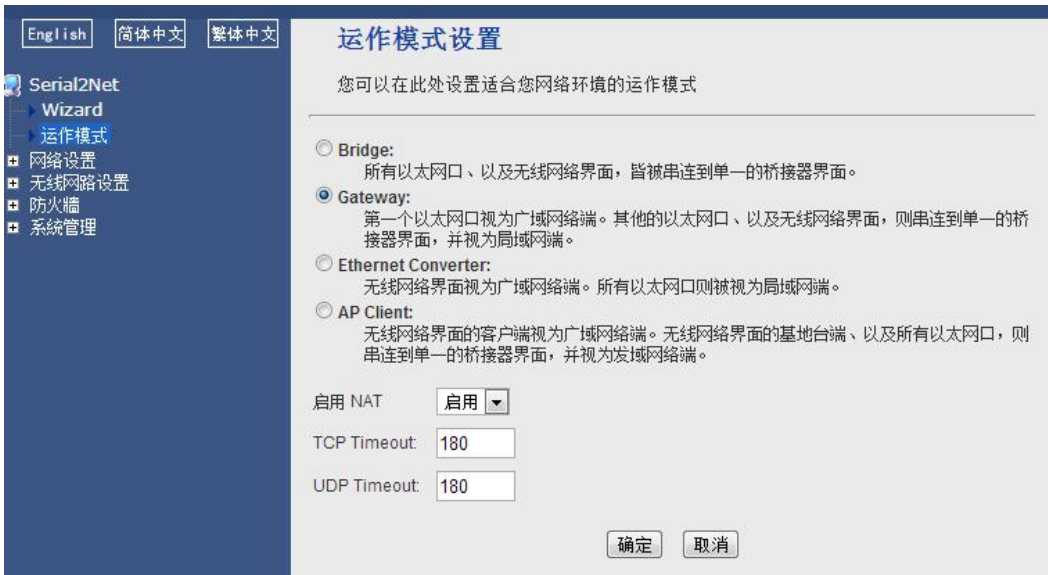 English 简体中文 繁体中文
Serial2Net
Wizard
运作模式
网络设置
无线网路设置
防火牆
系統管理
运作模式设置
您可以在此处设置适合您网络环境的运作模式
Bridge:
所有以太网口、以及无线网络界面，皆被串连到单一的桥接器界面。
Gateway:
第一个以太网口视为广域网络端。其他的以太网口、以及无线网络界面，则串连到单一的桥
接器界面，并视为局域网端。
Ethernet Converter:
无线网络界面视为广域网络端。所有以太网口则被视为局域网端。
AP Client:
无线网络界面的客户端视为广域网络端。无线网络界面的基地台端、以及所有以太网口，则
串连到单一的桥接器界面，并视为发域网络端。
启用 NAT 启用
TCP Timeout: 180
UDP Timeout: 180
确定 取消